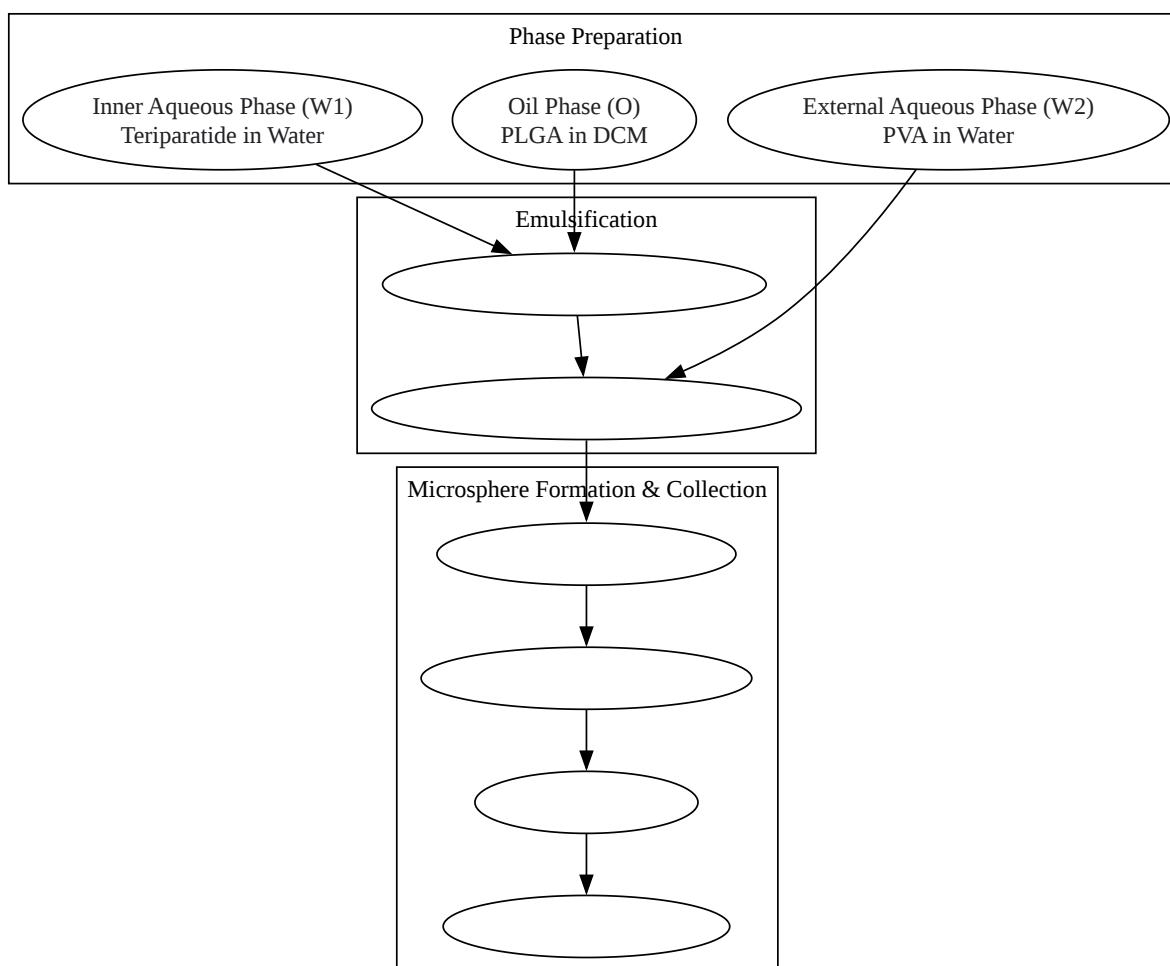 Phase Preparation
Inner Aqueous Phase (W1)
Teriparatide in Water
Oil Phase (O)
PLGA in DCM
External Aqueous Phase (W2)
PVA in Water
Emulsification
Microsphere Formation & Collection